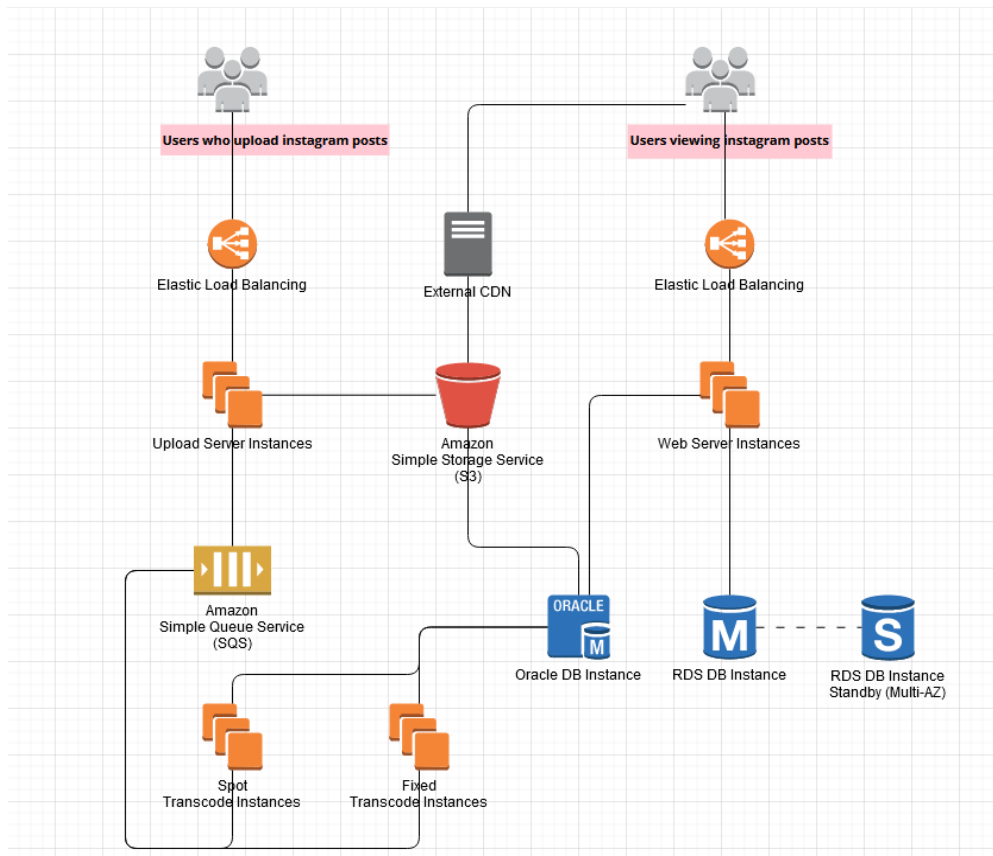 Users who upload instagram posts
Users viewing instagram posts
Elastic Load Balancing
External CDN
Elastic Load Balancing
Upload Server Instances
Amazon
Simple Storage Service
(S3)
Web Server Instances
Amazon
Simple Queue Service
(SQS)
ORACLE
M
Oracle DB Instance
M
RDS DB Instance
S
RDS DB Instance
Standby (Multi-AZ)
Spot
Transcode Instances
Fixed
Transcode Instances